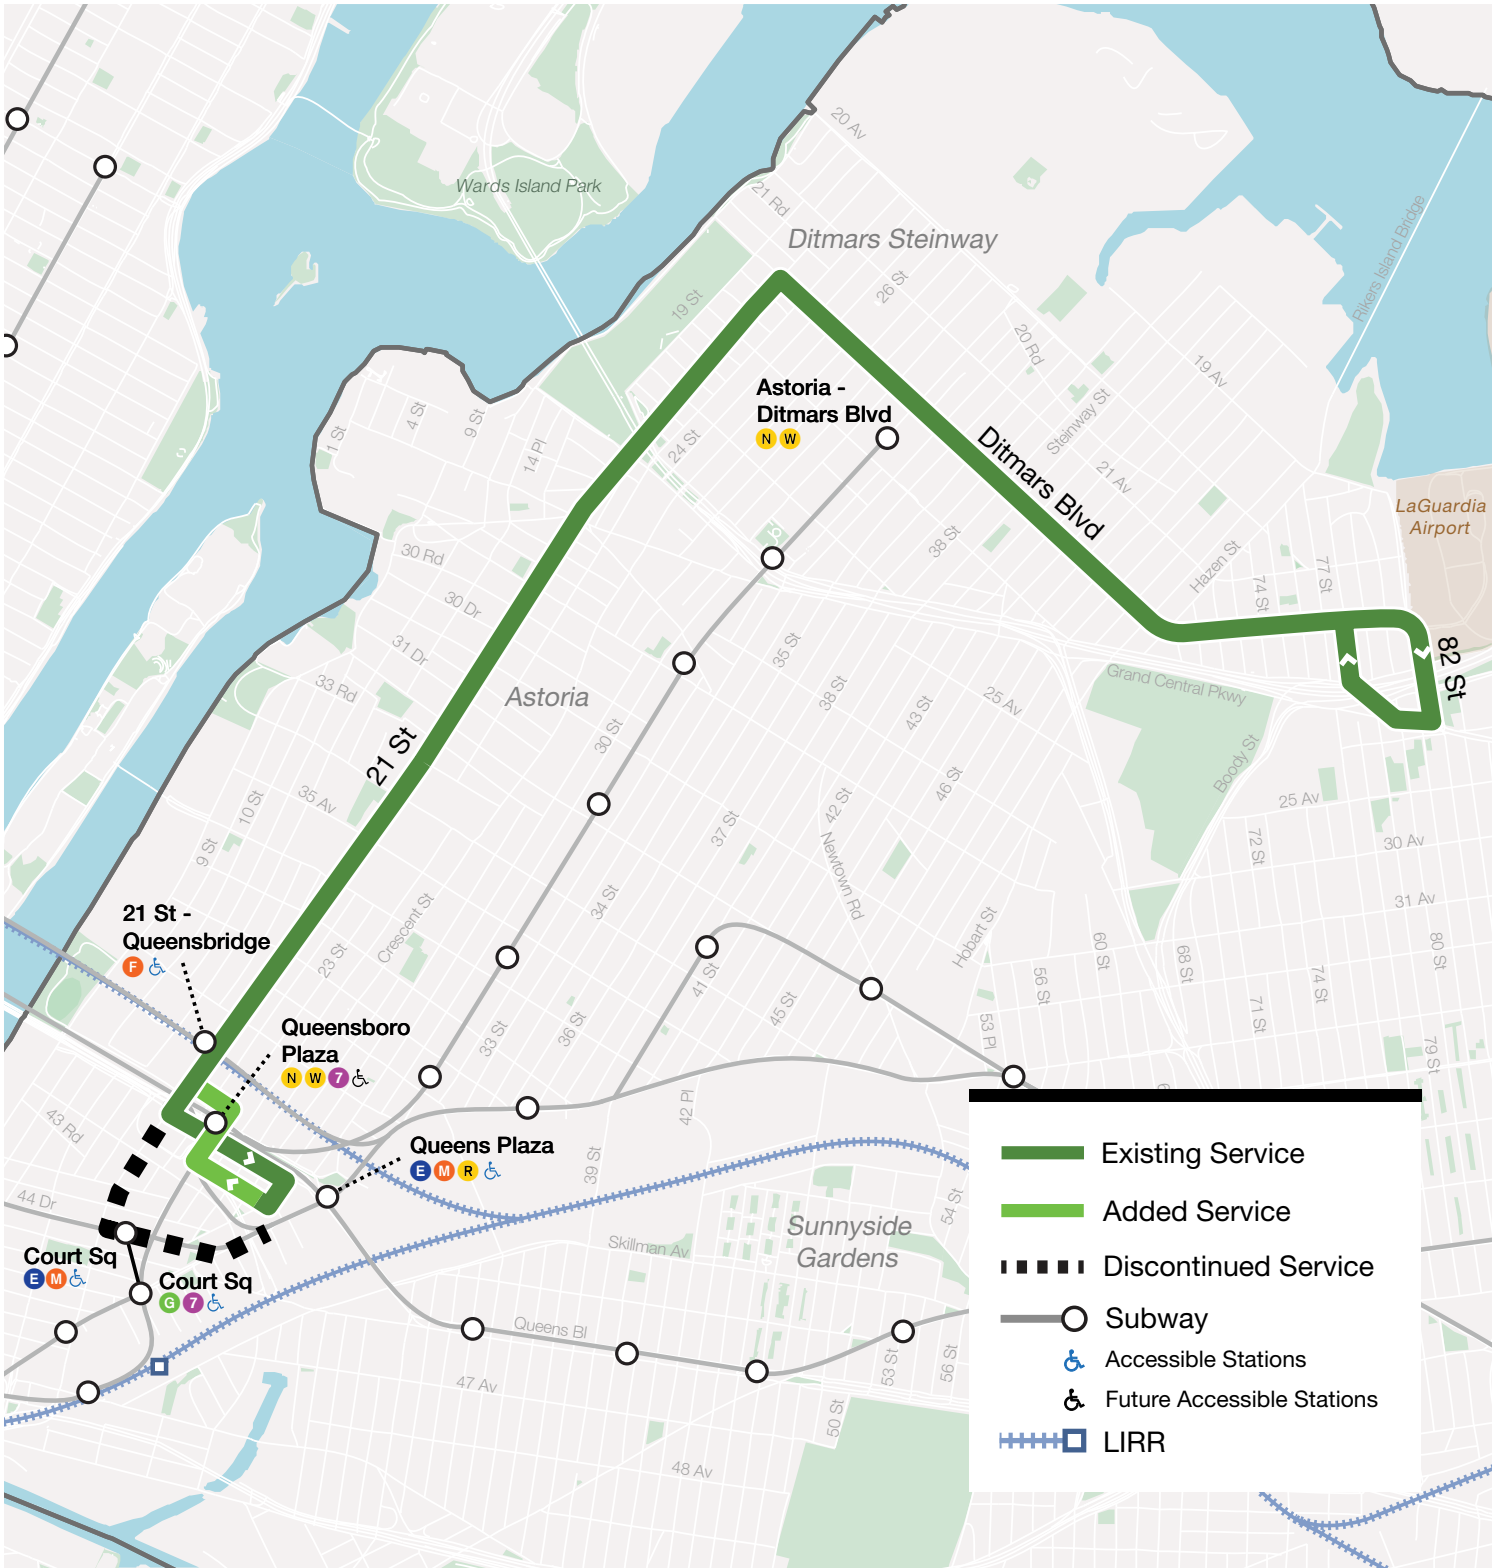 20 Av
Wards Island Park
21 Rd
Ditmars Steinway
Rikers Island Bridge
19 St
26 St
20 Rd
19 Av
Astoria -
Ditmars Blvd
N W
Steinway St
1 St
4 St
9 St
14 Pl
24 St
Ditmars Blvd
21 Av
LaGuardia
Airport
30 Rd
38 St
Hazen St
74 St
77 St
30 Dr
31 Dr
35 St
82 St
33 Rd
Astoria
38 St
Grand Central Pkwy
25 Av
43 St
30 St
21 St
Boody St
46 St
35 Av
10 St
37 St
42 St
25 Av
9 St
Newtown Rd
72 St
30 Av
34 St
31 Av
21 St -
Queensbridge
F
Crescent St
23 St
Hobart St
60 St
68 St
80 St
41 St
56 St
74 St
45 St
71 St
Queensboro
Plaza
N W 7
33 St
36 St
53 Pl
79 St
42 Pl
43 Rd
Queens Plaza
E M R
39 St
44 Dr
54 St
Sunnyside
Gardens
Skillman Av
Court Sq
E M
Court Sq
G 7
Queens Bl
53 St
56 St
47 Av
50 St
48 Av
Existing Service
Added Service
Discontinued Service
Subway
Accessible Stations
Future Accessible Stations
LIRR